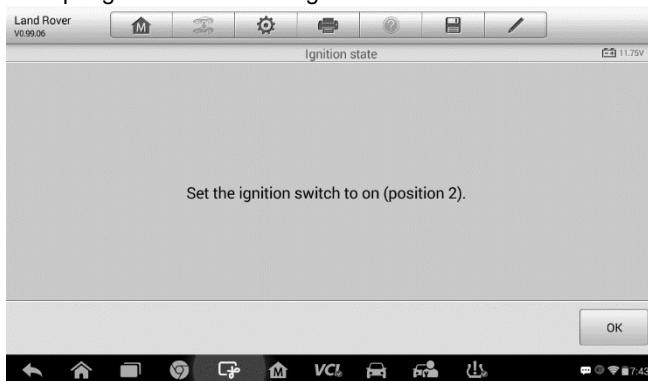 Land Rover
V0.99.06
M
Ignition state
11.75V
Set the ignition switch to on (position 2).
OK
M
VCI
7:43